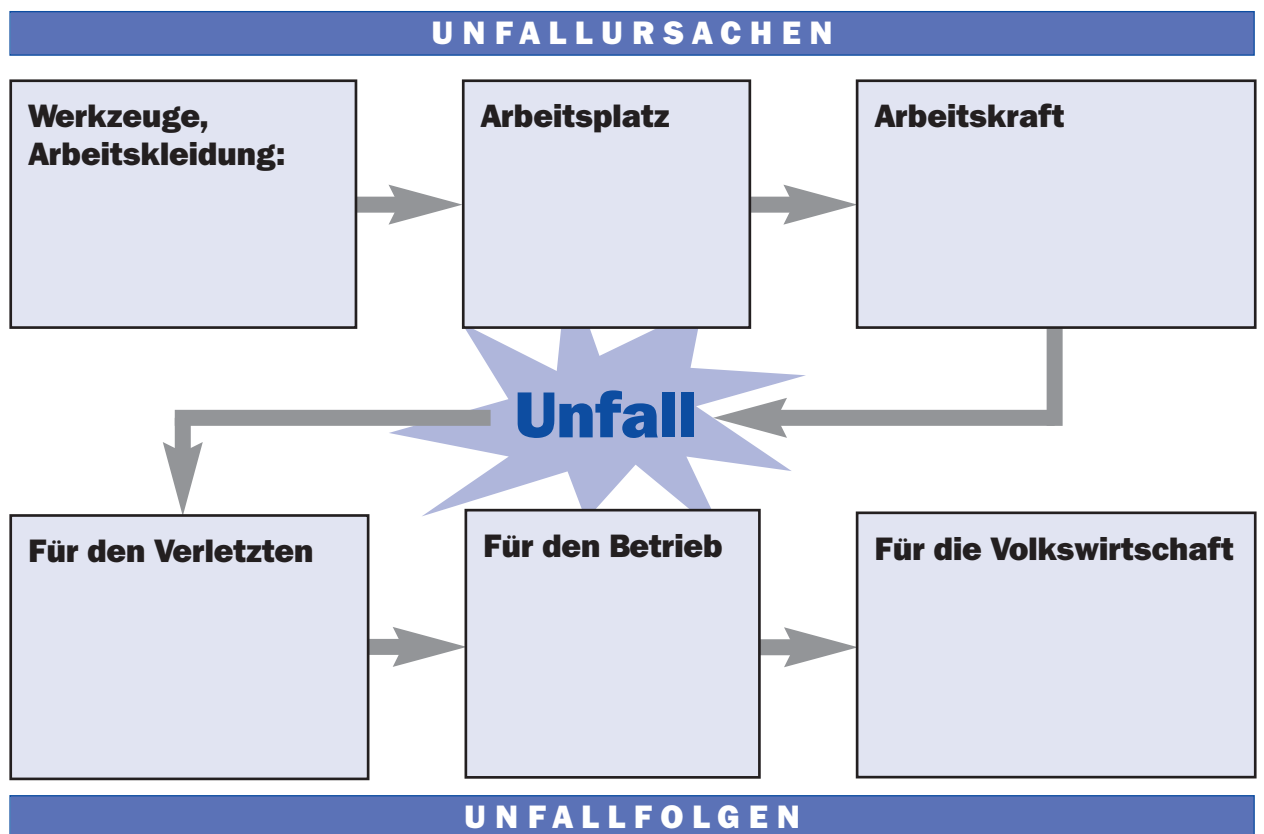 UNFALLURSACHEN
Werkzeuge,
Arbeitskleidung:
Arbeitsplatz
Arbeitskraft
Unfall
Für den Verletzten
Für den Betrieb
Für die Volkswirtschaft
UNFALLFOLGEN